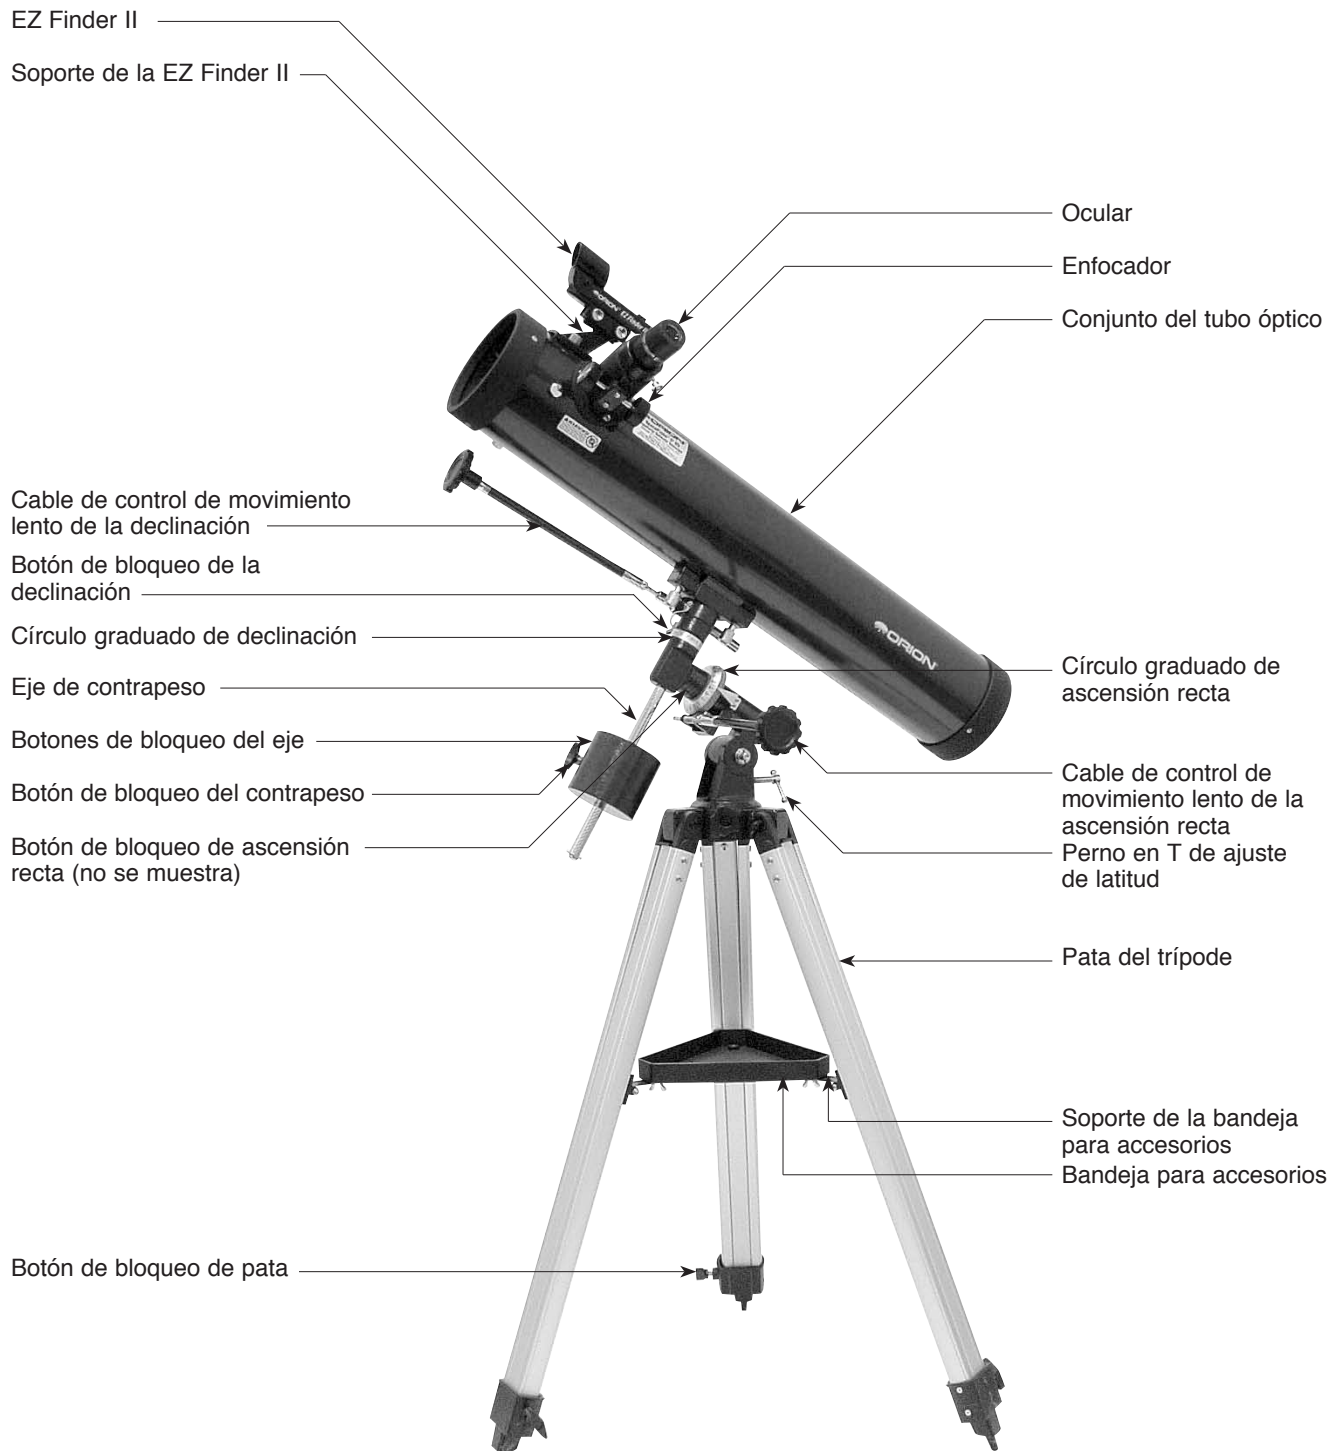 EZ Finder II
Soporte de la EZ Finder II
Ocular
Enfocador
Conjunto del tubo óptico
ORION
EZ Finder
Cable de control de movimiento
lento de la declinación
Botón de bloqueo de la
declinación
Círculo graduado de declinación
Eje de contrapeso
Botones de bloqueo del eje
Botón de bloqueo del contrapeso
Botón de bloqueo de ascensión
recta (no se muestra)
ORION
Círculo graduado de
ascensión recta
Cable de control de
movimiento lento de la
ascensión recta
Perno en T de ajuste
de latitud
Pata del trípode
Soporte de la bandeja
para accesorios
Bandeja para accesorios
Botón de bloqueo de pata